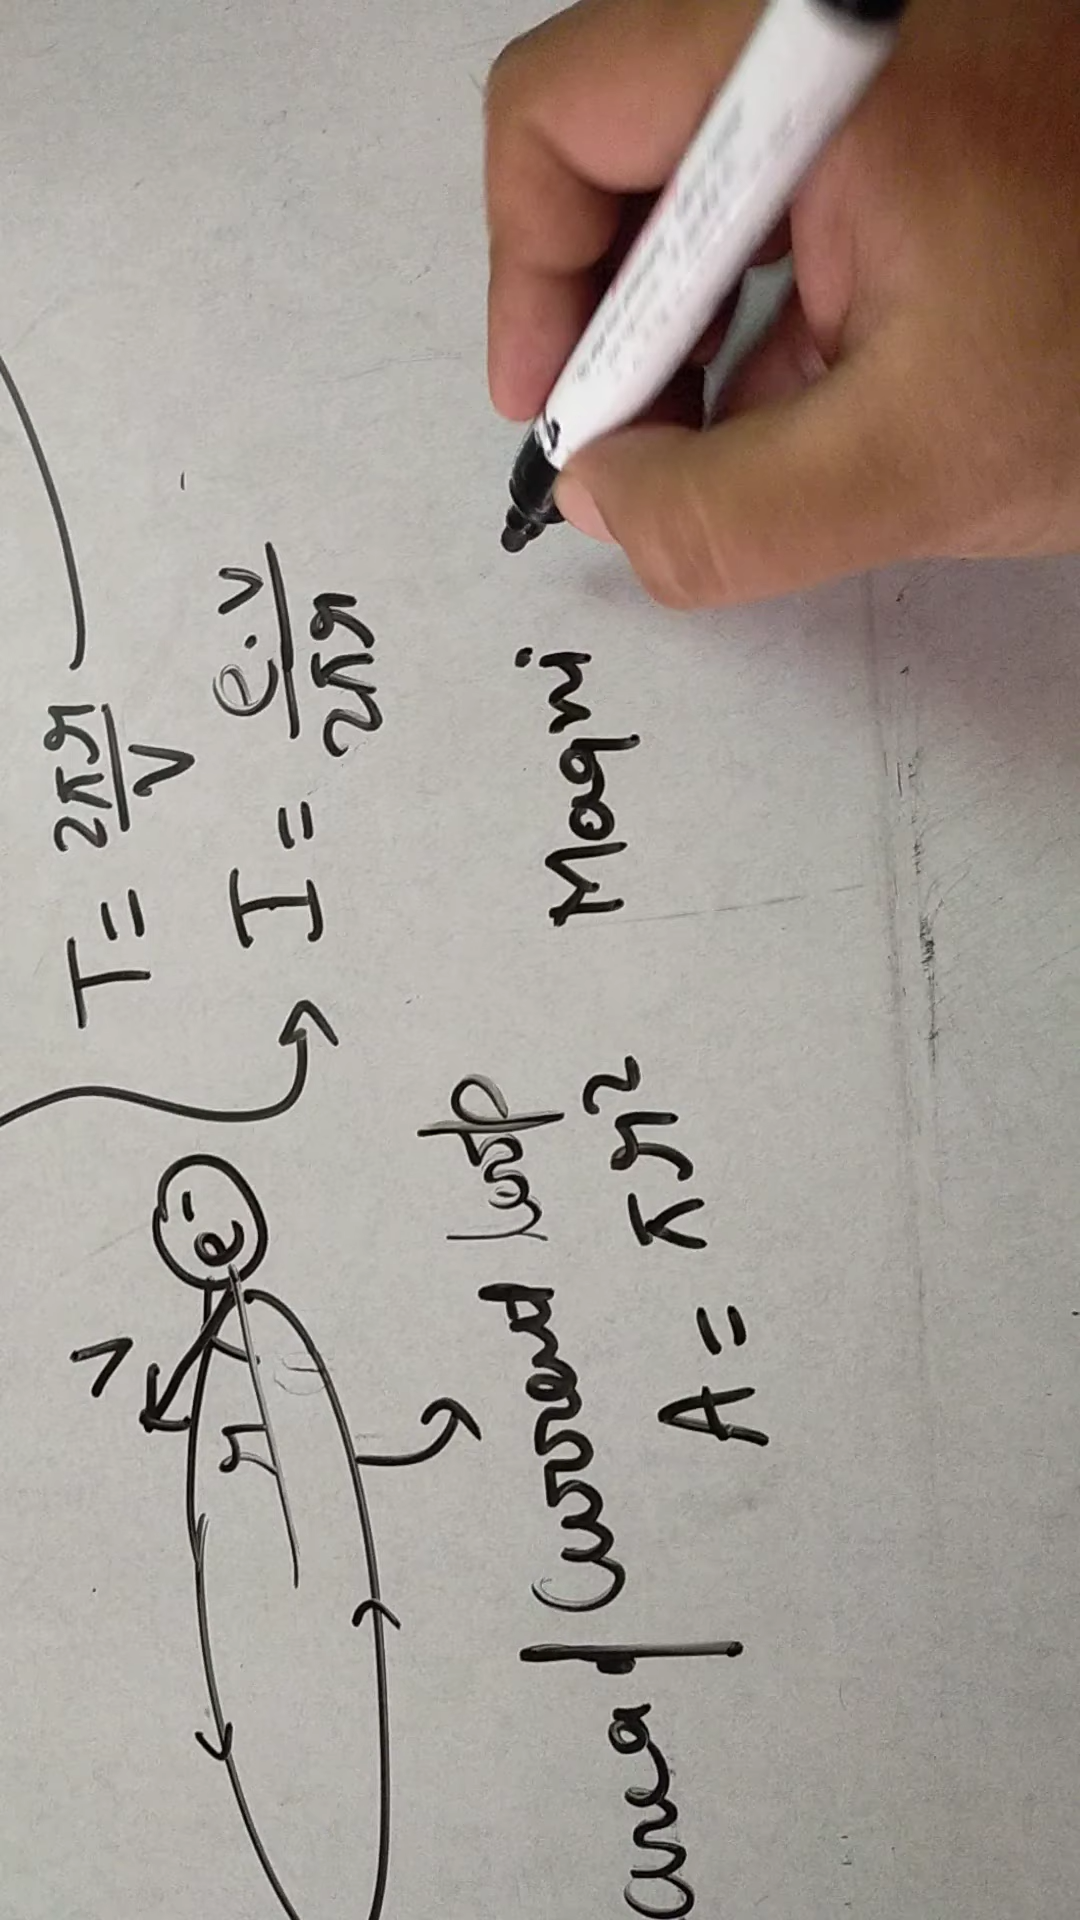 T = 2πr/V
I = e.v/2πr
e-
V
r
Current loop
area
A = πr²
Magni